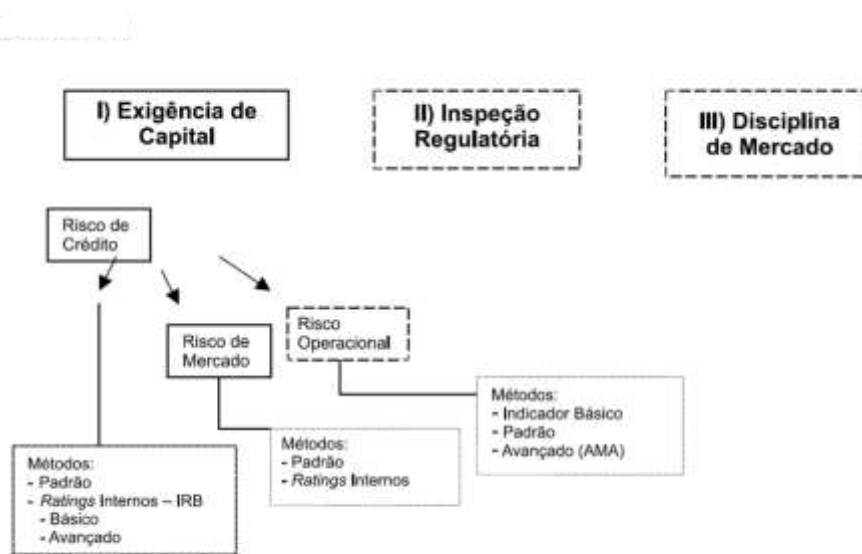 I) Exigência de
Capital
II) Inspeção
Regulatória
III) Disciplina
de Mercado
Risco de
Crédito
Risco de
Mercado
Risco
Operacional
Métodos:
- Indicador Básico
- Padrão
- Avançado (AMA)
Métodos:
- Padrão
- Ratings Internos
Métodos:
- Padrão
- Ratings Internos – IRB
- Básico
- Avançado